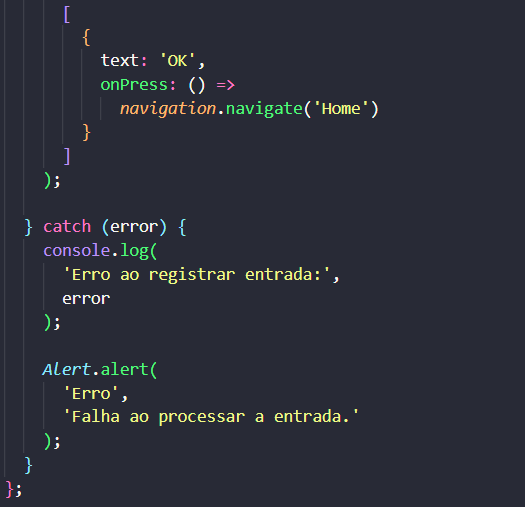 [
{
text: 'OK',
onPress: () =>
navigation.navigate('Home')
}
]
);
} catch (error) {
console.log(
'Erro ao registrar entrada:',
error
);
Alert.alert(
'Erro',
'Falha ao processar a entrada.'
);
}
};